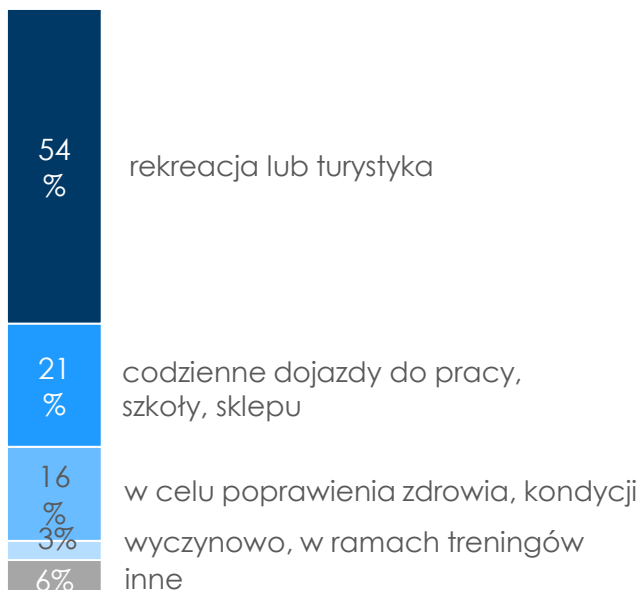 54
%
rekreacja lub turystyka
21
%
codzienne dojazdy do pracy,
szkoły, sklepu
16
%
w celu poprawienia zdrowia, kondycji
3%
wyczynowo, w ramach treningów
6%
inne